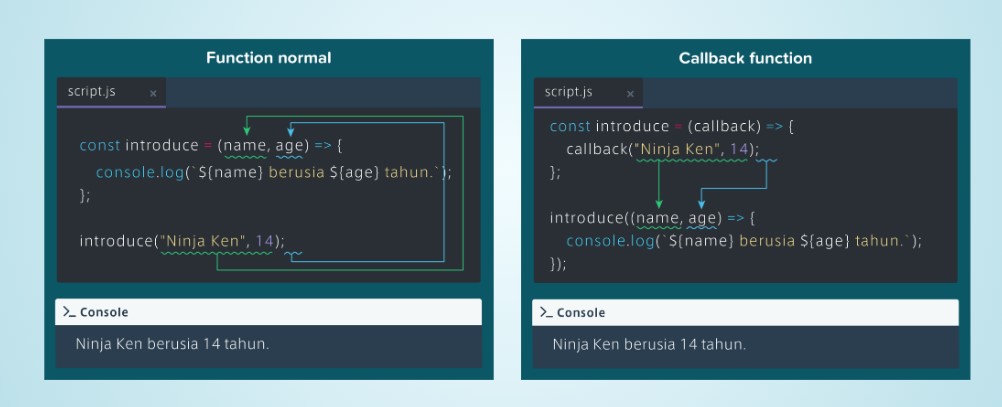 Function normal
script.js ×
const introduce = (name, age) => {
console.log(`${name} berusia ${age} tahun.`);
};
introduce("Ninja Ken", 14);
>_ Console
Ninja Ken berusia 14 tahun.
Callback function
script.js ×
const introduce = (callback) => {
callback("Ninja Ken", 14);
};
introduce((name, age) => {
console.log(`${name} berusia ${age} tahun.`);
});
>_ Console
Ninja Ken berusia 14 tahun.